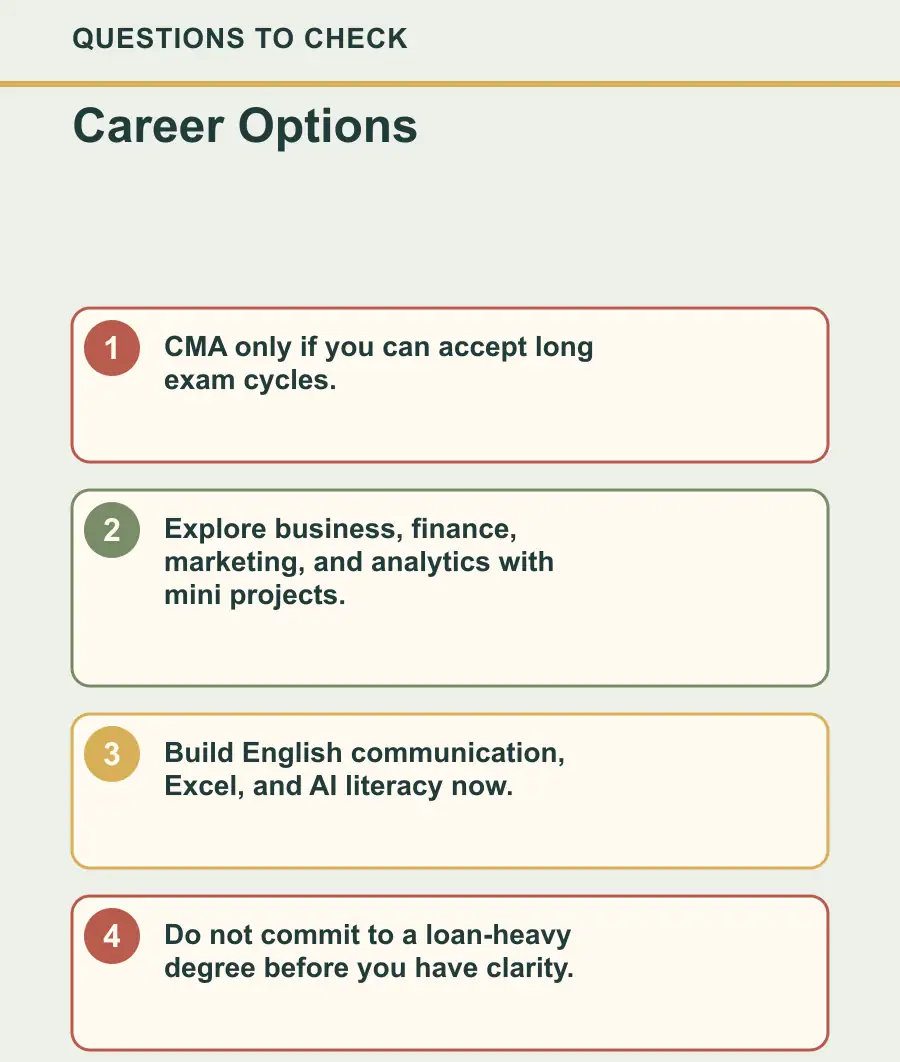 QUESTIONS TO CHECK
Career Options
1
CMA only if you can accept long
exam cycles.
2
Explore business, finance,
marketing, and analytics with
mini projects.
3
Build English communication,
Excel, and AI literacy now.
4
Do not commit to a loan-heavy
degree before you have clarity.